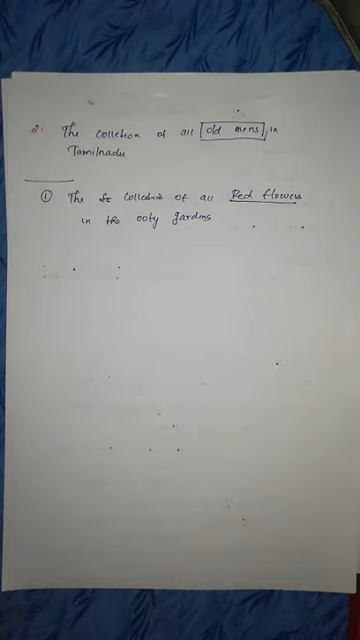 2. The Colletion of all old mens, in
Tamilnadu
① The Collection of all Red flowers
in the ooty gardens